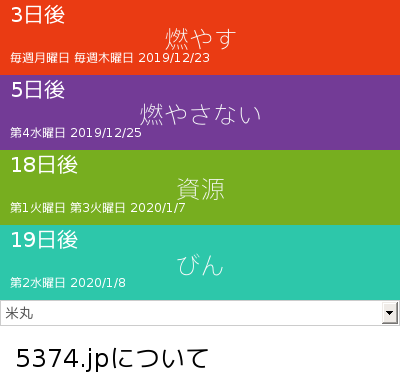 3日後
燃やす
毎週月曜日 毎週木曜日 2019/12/23
5日後
燃やさない
第4水曜日 2019/12/25
18日後
資源
第1火曜日 第3火曜日 2020/1/7
19日後
びん
第2水曜日 2020/1/8
米丸
5374.jpについて